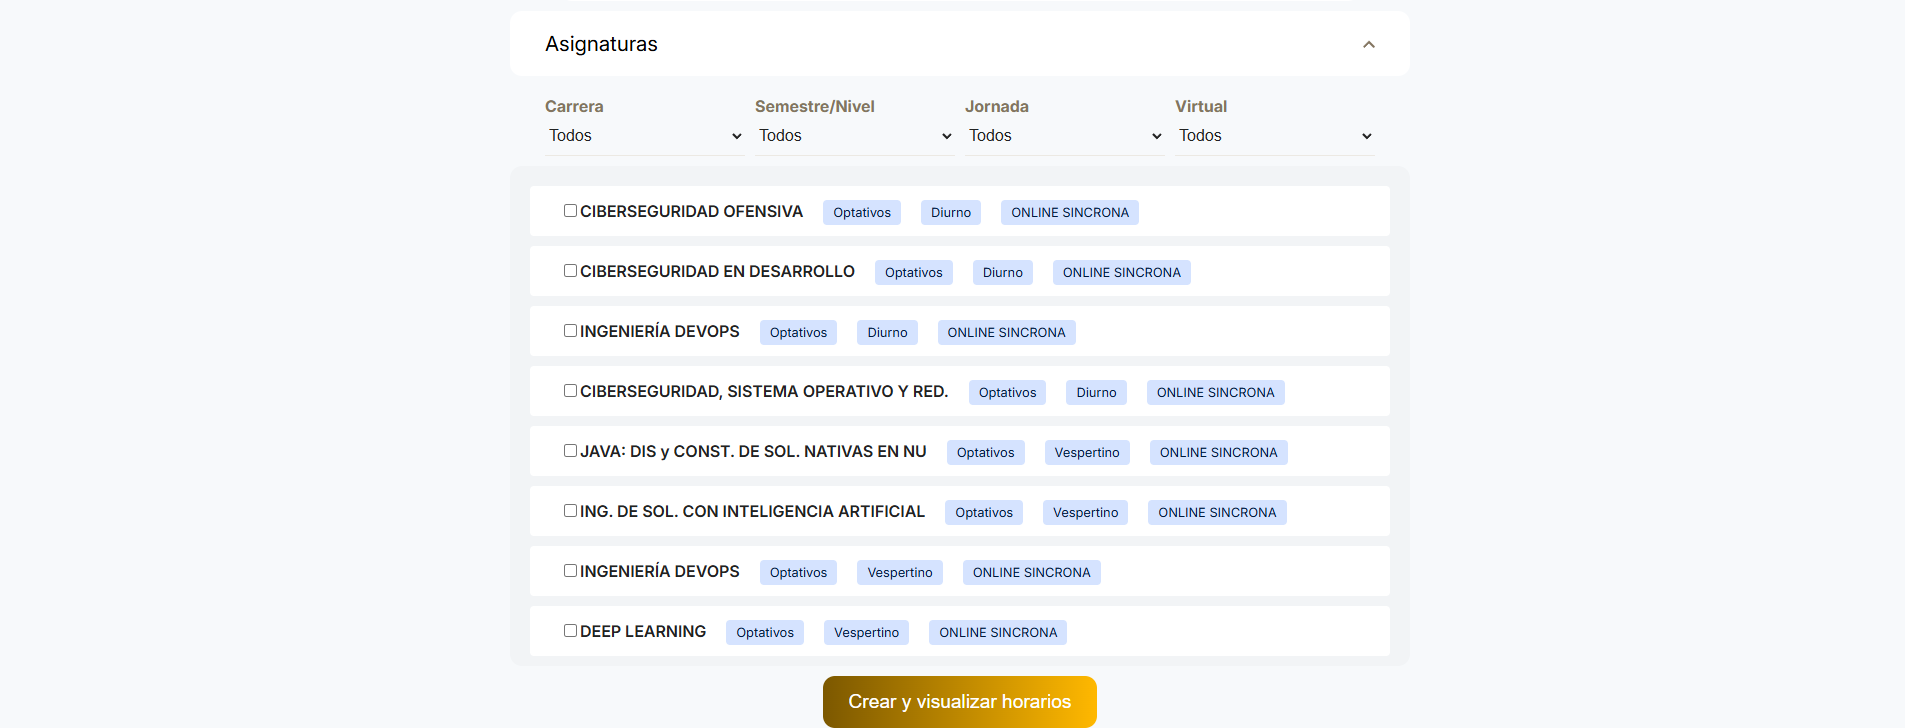 Asignaturas
Carrera Semestre/Nivel Jornada Virtual
Todos Todos Todos Todos
CIBERSEGURIDAD OFENSIVA Optativos Diurno ONLINE SINCRONA
CIBERSEGURIDAD EN DESARROLLO Optativos Diurno ONLINE SINCRONA
INGENIERÍA DEVOPS Optativos Diurno ONLINE SINCRONA
CIBERSEGURIDAD, SISTEMA OPERATIVO Y RED. Optativos Diurno ONLINE SINCRONA
JAVA: DIS y CONST. DE SOL. NATIVAS EN NU Optativos Vespertino ONLINE SINCRONA
ING. DE SOL. CON INTELIGENCIA ARTIFICIAL Optativos Vespertino ONLINE SINCRONA
INGENIERÍA DEVOPS Optativos Vespertino ONLINE SINCRONA
DEEP LEARNING Optativos Vespertino ONLINE SINCRONA
Crear y visualizar horarios